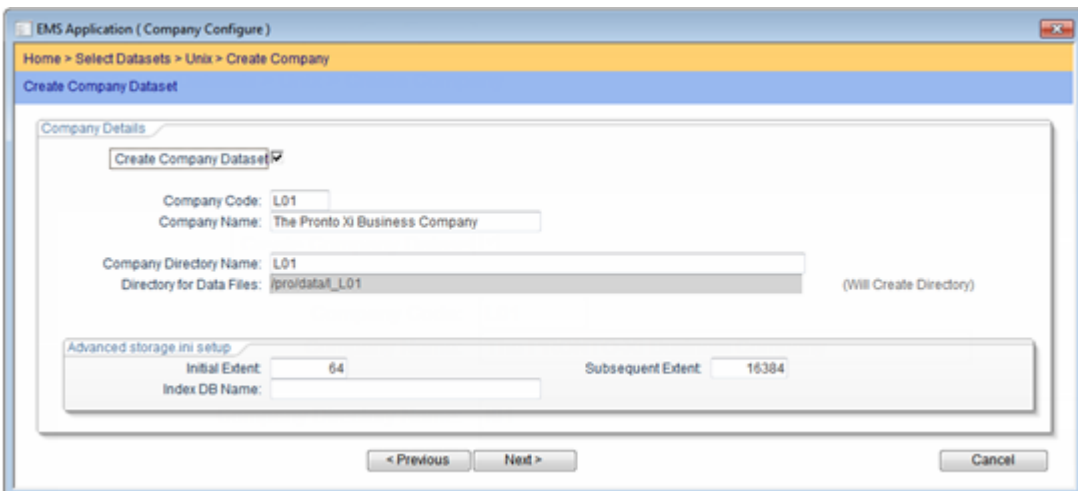 EMS Application ( Company Configure )
Home > Select Datasets > Unix > Create Company
Create Company Dataset
Company Details
Create Company Dataset
Company Code: L01
Company Name: The Pronto Xi Business Company
Company Directory Name: L01
Directory for Data Files: /pro/data/l_L01 (Will Create Directory)
Advanced storage.ini setup
Initial Extent: 64 Subsequent Extent: 16384
Index DB Name:
< Previous Next > Cancel